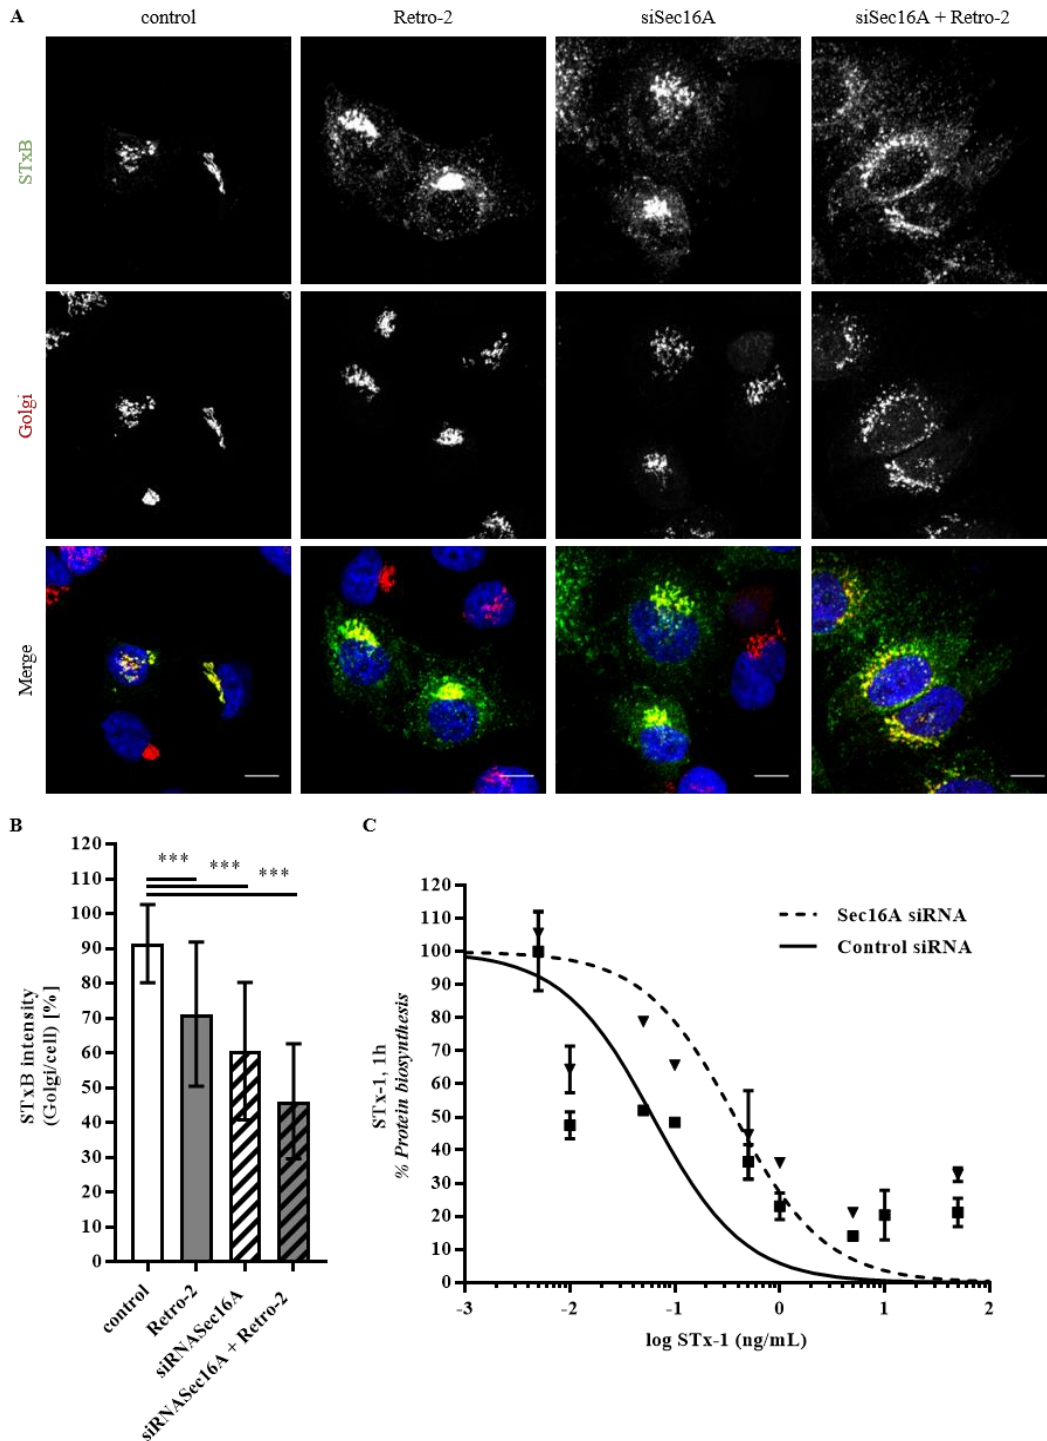 A
control
Retro-2
siSec16A
siSec16A + Retro-2
STxB
Golgi
Merge
B
120
110
100
90
80
70
60
50
40
30
20
10
0
STxB intensity
(Golgi/cell) [%]
***
***
***
control
Retro-2
siRNASec16A
siRNASec16A + Retro-2
C
120
110
100
90
80
70
60
50
40
30
20
10
0
STx-1, 1h
% Protein biosynthesis
Sec16A siRNA
Control siRNA
-3
-2
-1
0
1
2
log STx-1 (ng/mL)